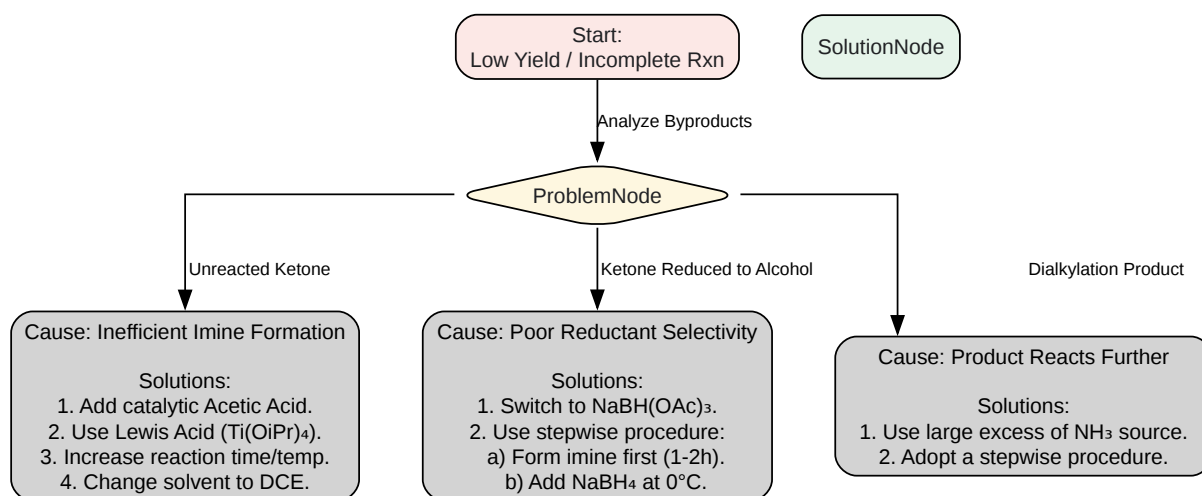 Start:
Low Yield / Incomplete Rxn
SolutionNode
Analyze Byproducts
ProblemNode
Unreacted Ketone
Ketone Reduced to Alcohol
Dialkylation Product
Cause: Inefficient Imine Formation
Solutions:
1. Add catalytic Acetic Acid.
2. Use Lewis Acid (Ti(OiPr)₄).
3. Increase reaction time/temp.
4. Change solvent to DCE.
Cause: Poor Reductant Selectivity
Solutions:
1. Switch to NaBH(OAc)₃.
2. Use stepwise procedure:
a) Form imine first (1-2h).
b) Add NaBH₄ at 0°C.
Cause: Product Reacts Further
Solutions:
1. Use large excess of NH₃ source.
2. Adopt a stepwise procedure.